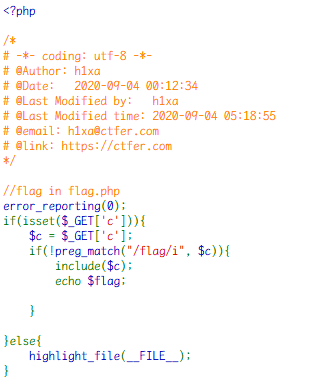 <?php

/*
# -*- coding: utf-8 -*-
# @Author: h1xa
# @Date:   2020-09-04 00:12:34
# @Last Modified by:   h1xa
# @Last Modified time: 2020-09-04 05:18:55
# @email: h1xa@ctfer.com
# @link: https://ctfer.com
*/

//flag in flag.php
error_reporting(0);
if(isset($_GET['c'])){
    $c = $_GET['c'];
    if(!preg_match("/flag/i", $c)){
        include($c);
        echo $flag;

    }

}else{
    highlight_file(__FILE__);
}